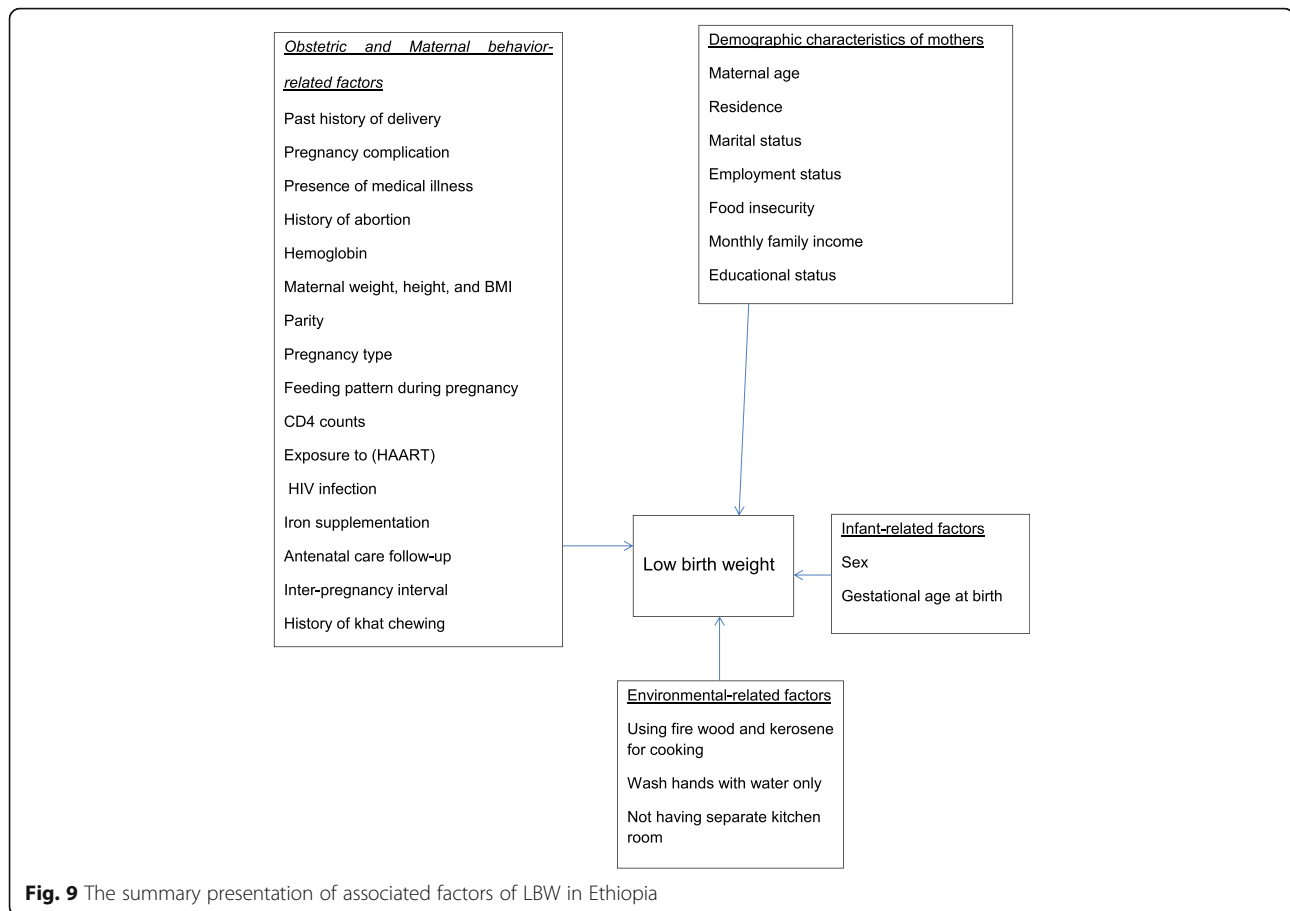 Obstetric and Maternal behavior-
related factors
Past history of delivery
Pregnancy complication
Presence of medical illness
History of abortion
Hemoglobin
Maternal weight, height, and BMI
Parity
Pregnancy type
Feeding pattern during pregnancy
CD4 counts
Exposure to (HAART)
HIV infection
Iron supplementation
Antenatal care follow-up
Inter-pregnancy interval
History of khat chewing
Demographic characteristics of mothers
Maternal age
Residence
Marital status
Employment status
Food insecurity
Monthly family income
Educational status
Low birth weight
Infant-related factors
Sex
Gestational age at birth
Environmental-related factors
Using fire wood and kerosene
for cooking
Wash hands with water only
Not having separate kitchen
room
Fig. 9 The summary presentation of associated factors of LBW in Ethiopia